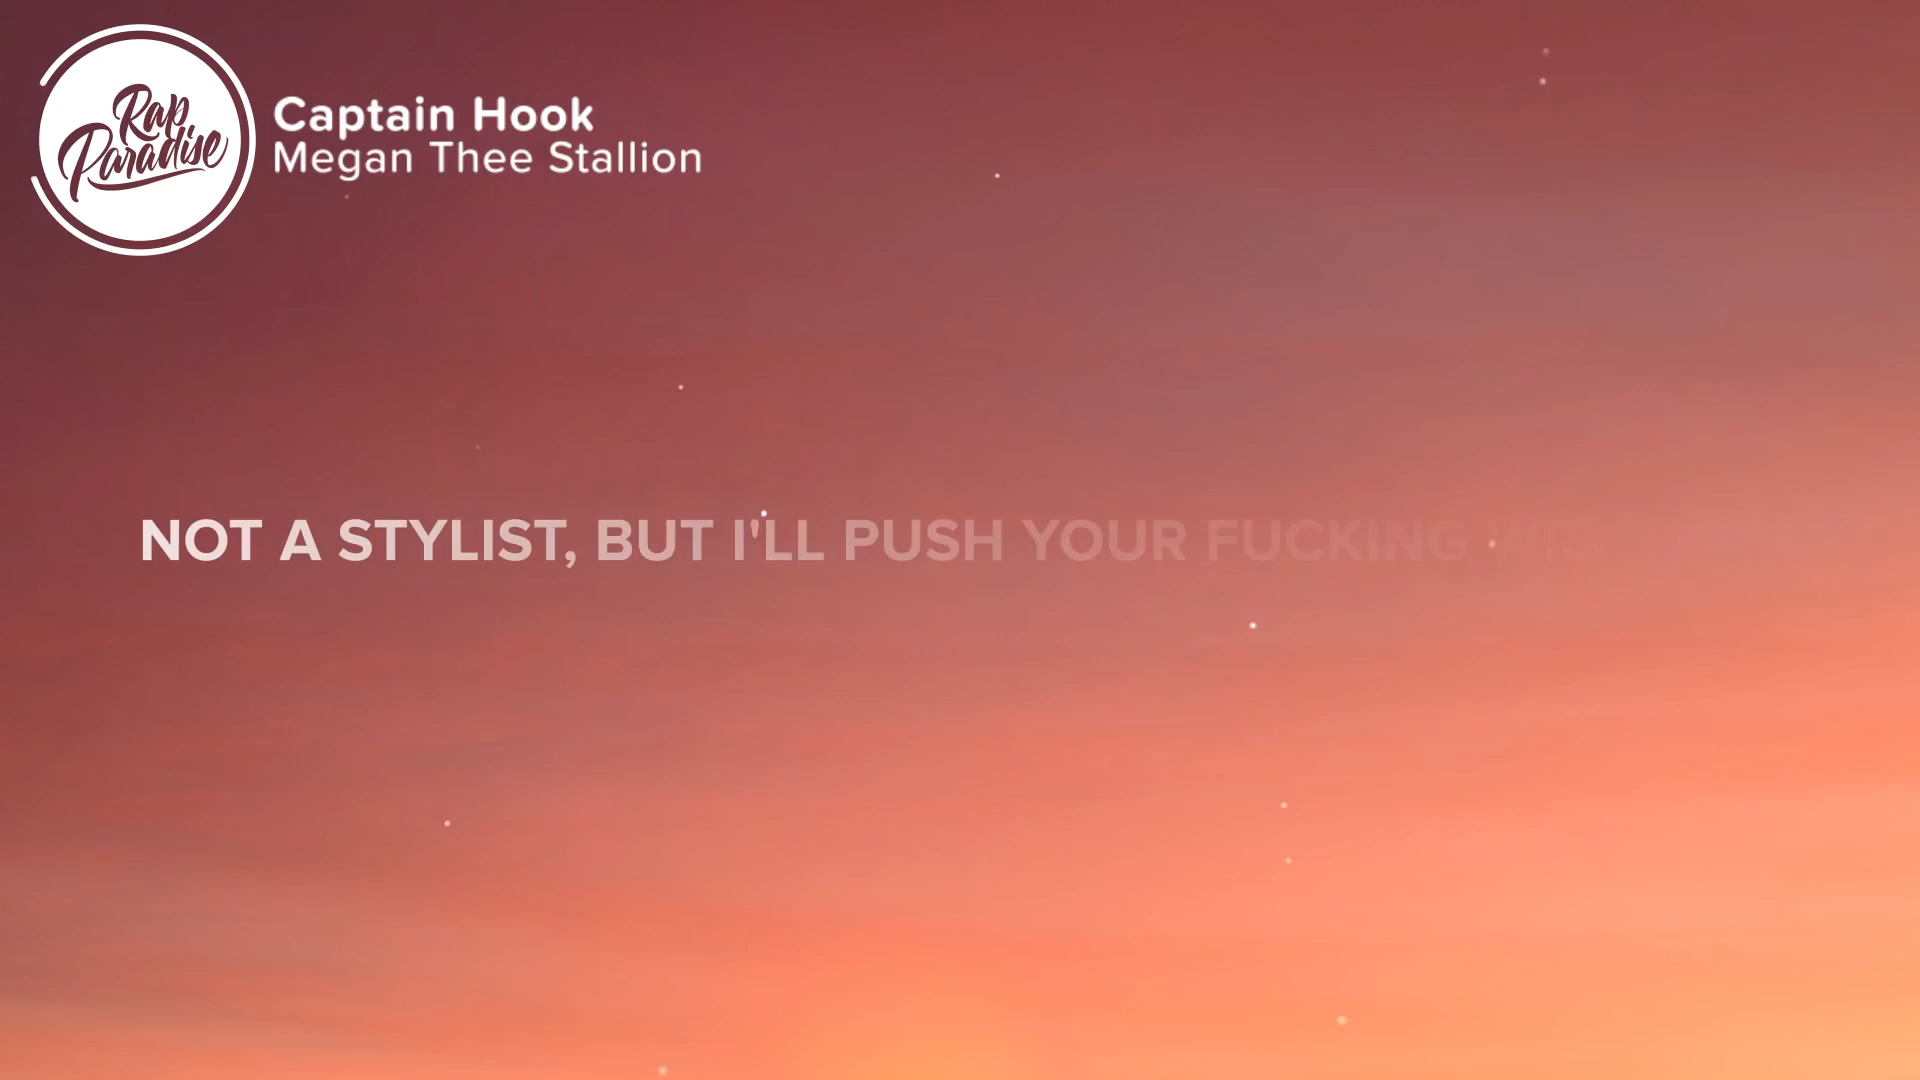 Rap
Paradise
Captain Hook
Megan Thee Stallion
NOT A STYLIST, BUT I'LL PUSH YOUR FUCKING